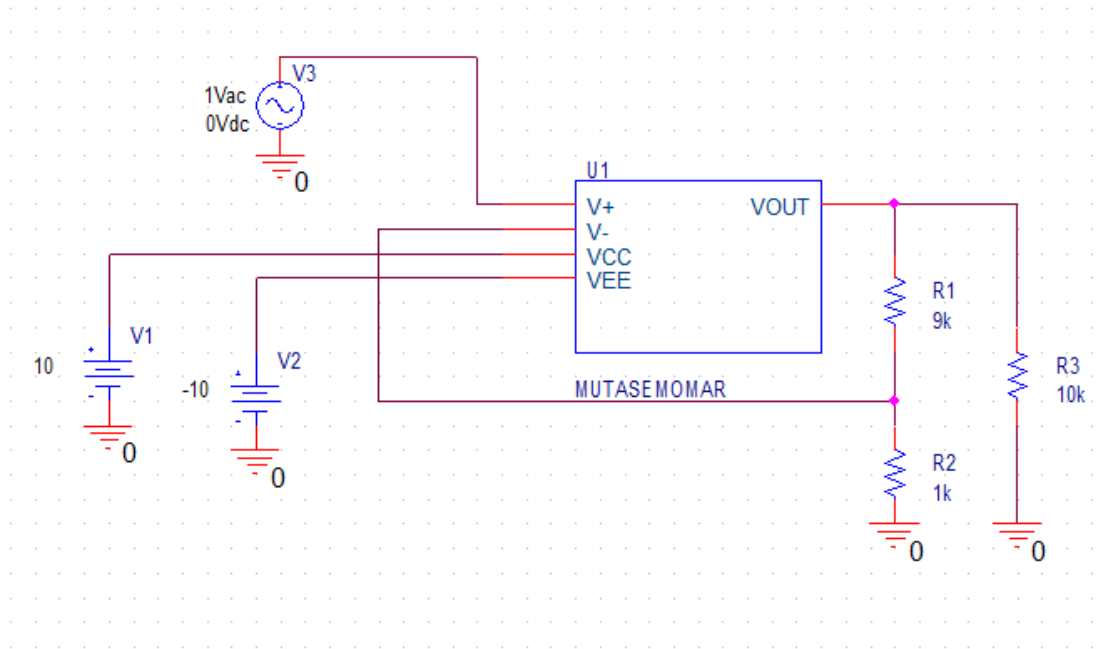 V3
1Vac
0Vdc
0
U1
V+
VOUT
V-
VCC
VEE
R1
9k
V1
10
V2
-10
R3
10k
MUTASEMOMAR
0
0
R2
1k
0
0